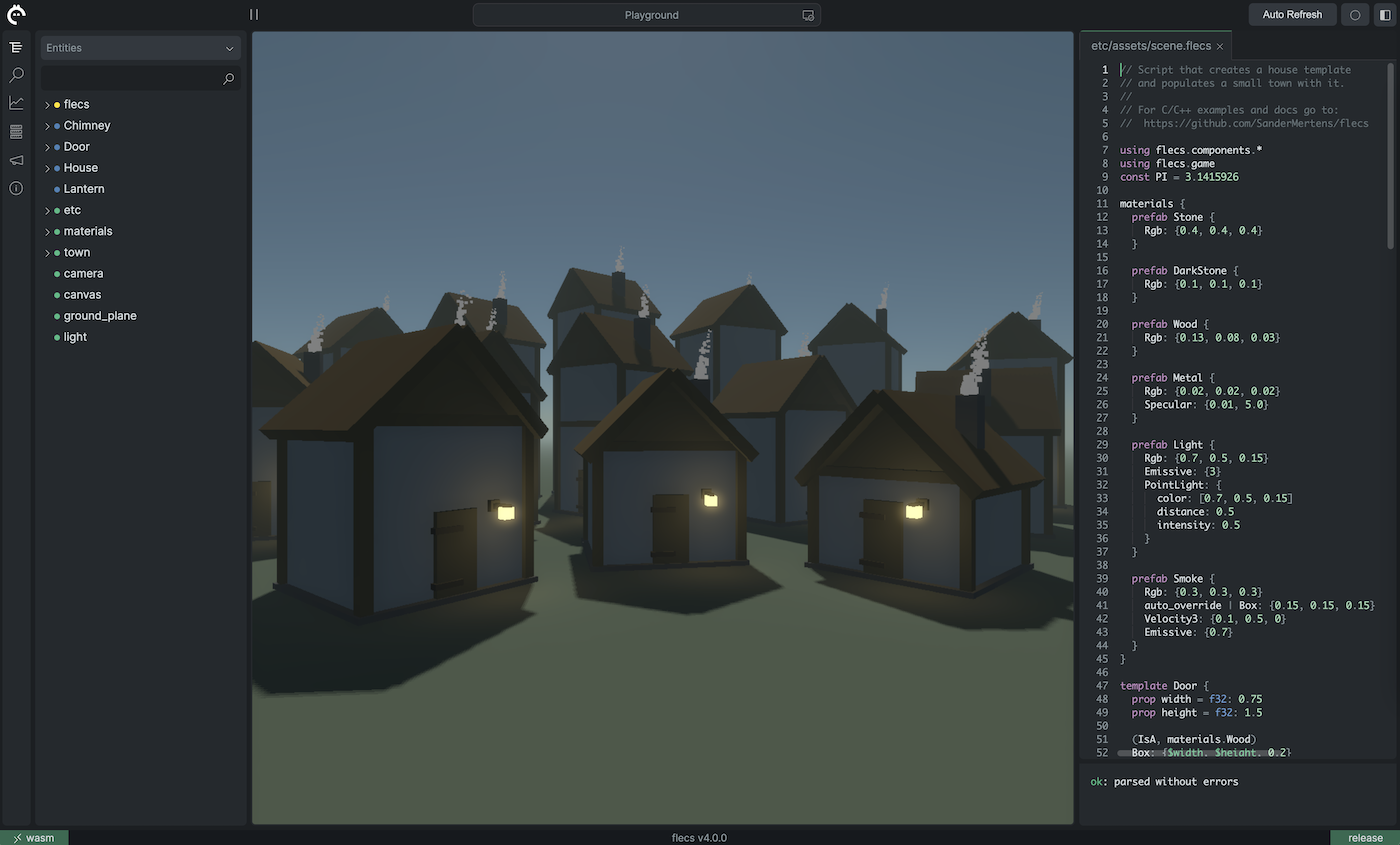 Playground
Auto Refresh
Entities
flecs
Chimney
Door
House
Lantern
etc
materials
town
camera
canvas
ground_plane
light
etc/assets/scene.flecs ×
1 // Script that creates a house template
2 // and populates a small town with it.
3 //
4 // For C/C++ examples and docs go to:
5 //  https://github.com/SanderMertens/flecs
6
7 using flecs.components.*
8 using flecs.game
9 const PI = 3.1415926
10
11 materials {
12   prefab Stone {
13     Rgb: {0.4, 0.4, 0.4}
14   }
15
16   prefab DarkStone {
17     Rgb: {0.1, 0.1, 0.1}
18   }
19
20   prefab Wood {
21     Rgb: {0.13, 0.08, 0.03}
22   }
23
24   prefab Metal {
25     Rgb: {0.02, 0.02, 0.02}
26     Specular: {0.01, 5.0}
27   }
28
29   prefab Light {
30     Rgb: {0.7, 0.5, 0.15}
31     Emissive: {3}
32     PointLight: {
33       color: [0.7, 0.5, 0.15]
34       distance: 0.5
35       intensity: 0.5
36     }
37   }
38
39   prefab Smoke {
40     Rgb: {0.3, 0.3, 0.3}
41     auto_override | Box: {0.15, 0.15, 0.15}
42     Velocity3: {0.1, 0.5, 0}
43     Emissive: {0.7}
44   }
45 }
46
47 template Door {
48   prop width = f32: 0.75
49   prop height = f32: 1.5
50
51   (IsA, materials.Wood)
52   Box: {$width, $height, 0.2}
ok: parsed without errors
wasm
flecs v4.0.0
release